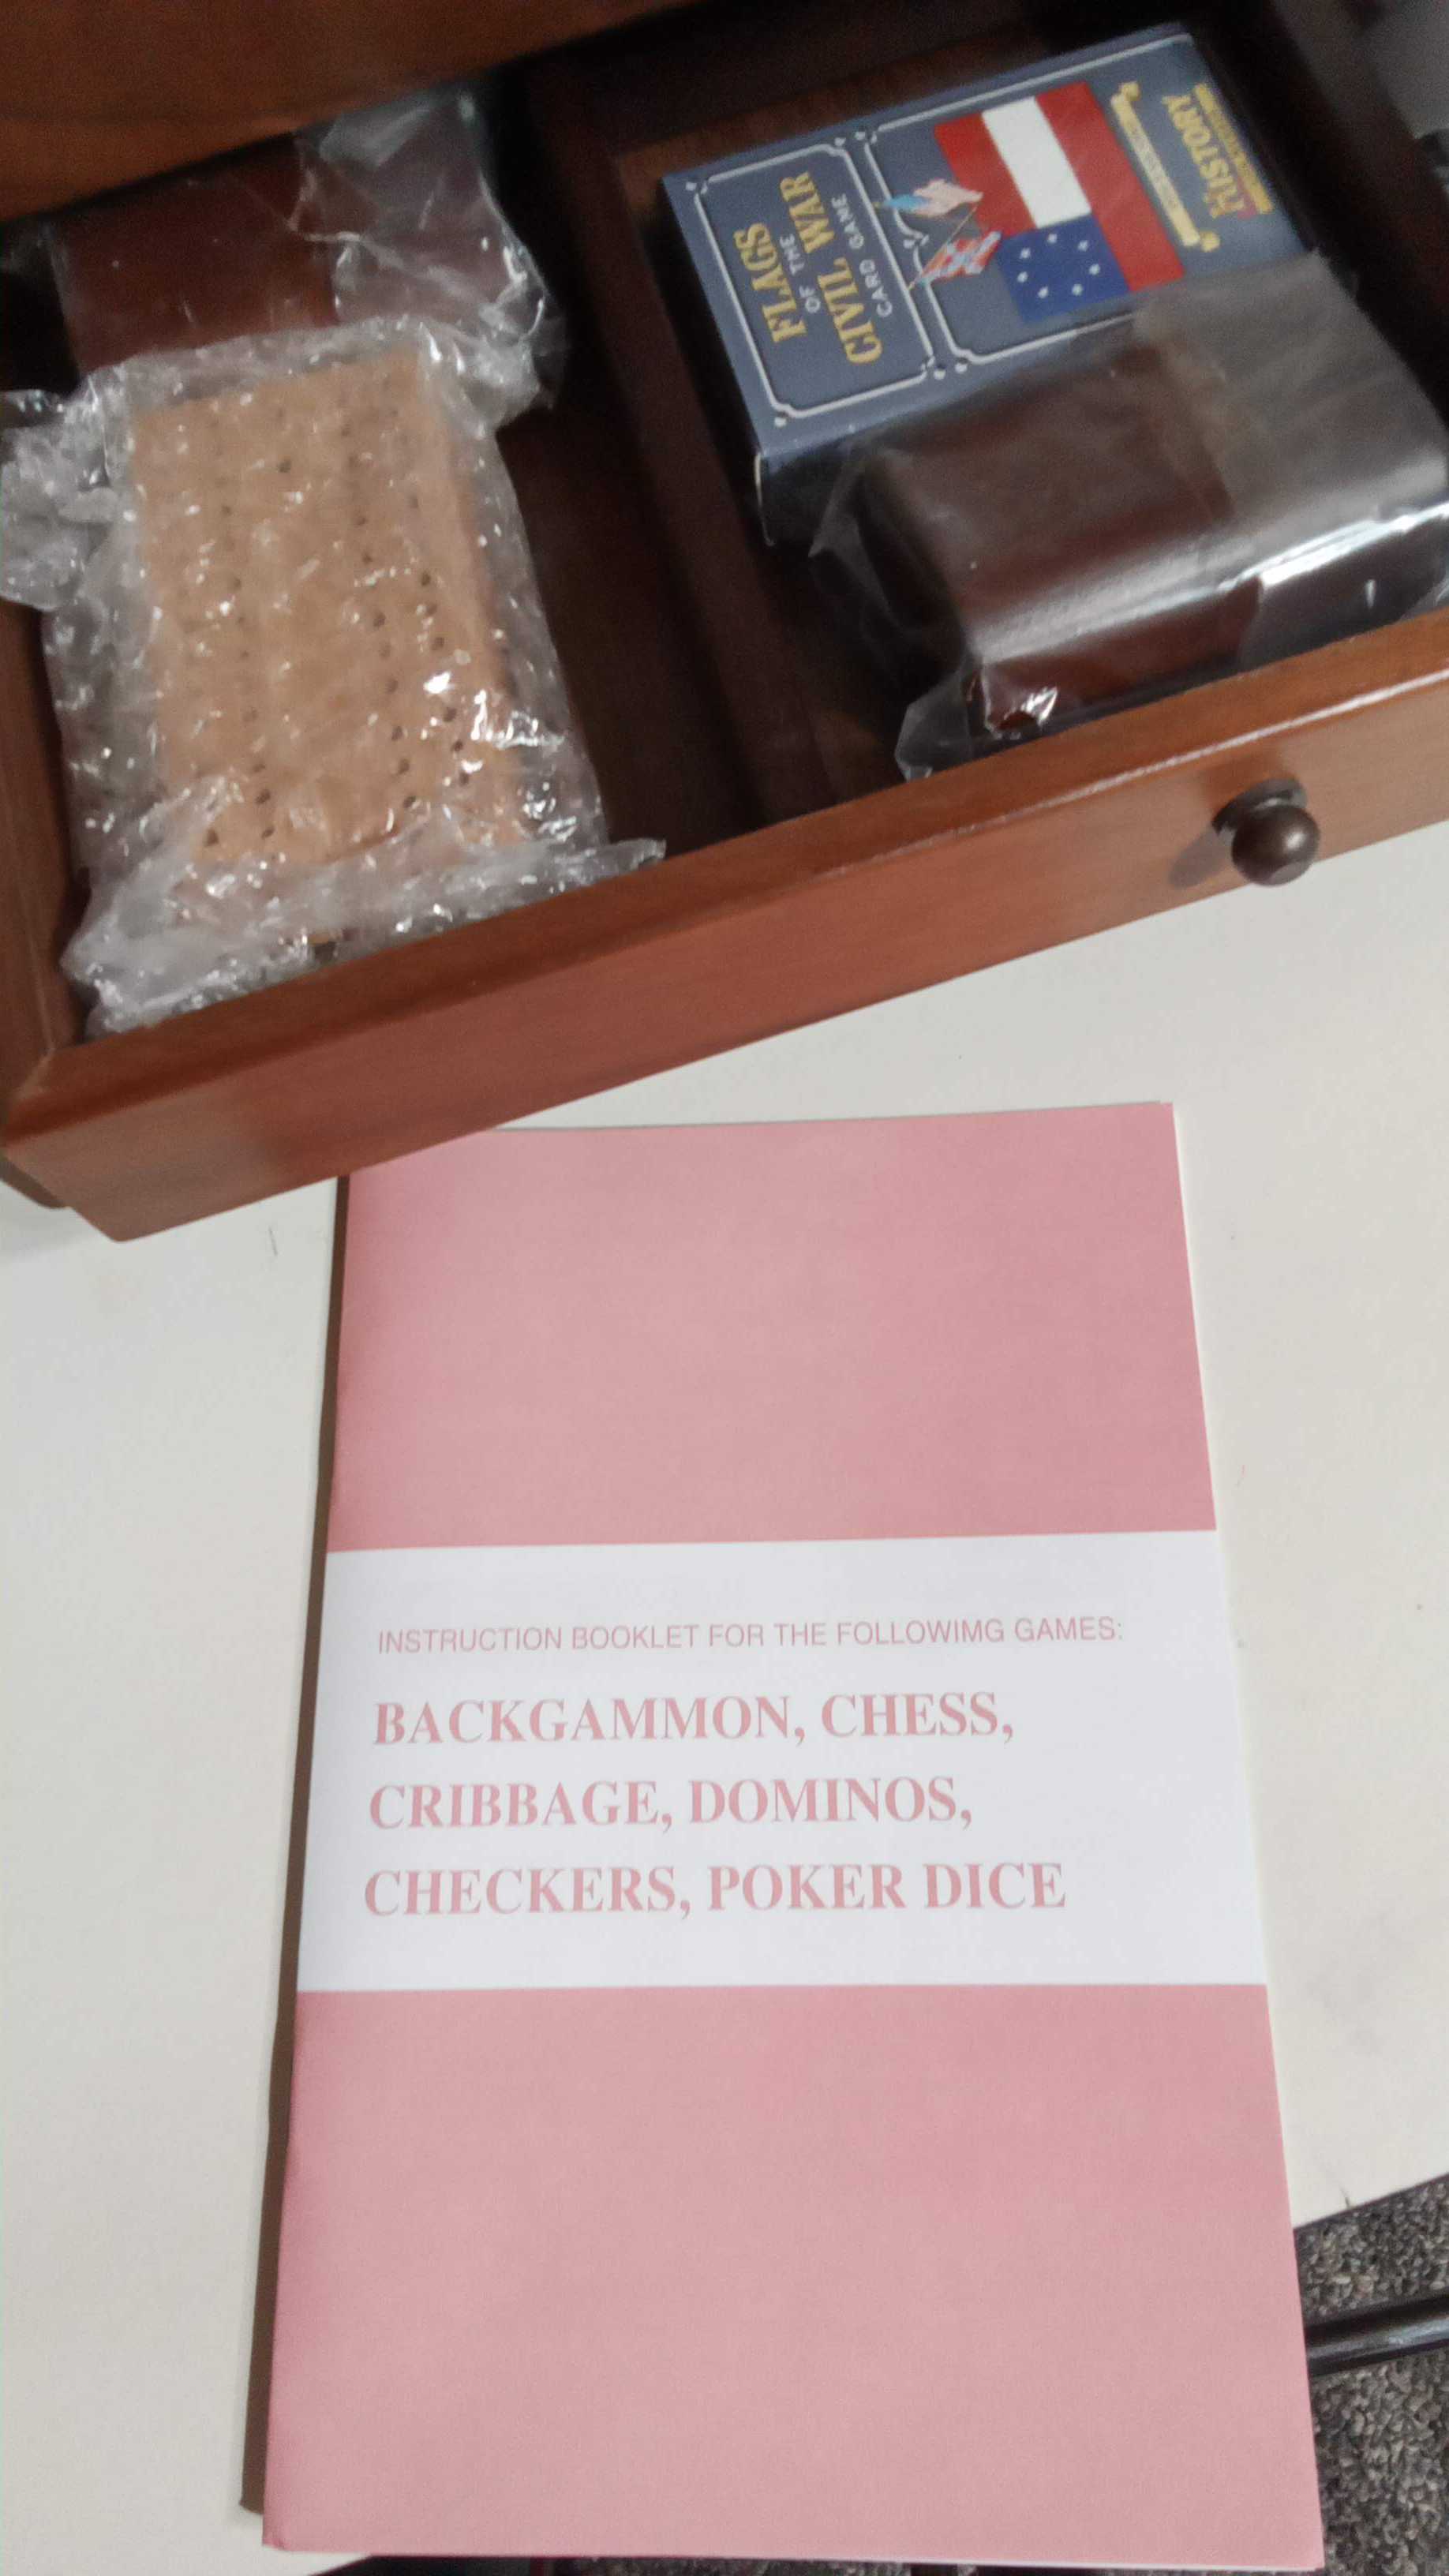 FLAGS
OF THE
CIVIL WAR
CARD GAME
HISTORY
INSTRUCTION BOOKLET FOR THE FOLLOWIMG GAMES:
BACKGAMMON, CHESS,
CRIBBAGE, DOMINOS,
CHECKERS, POKER DICE